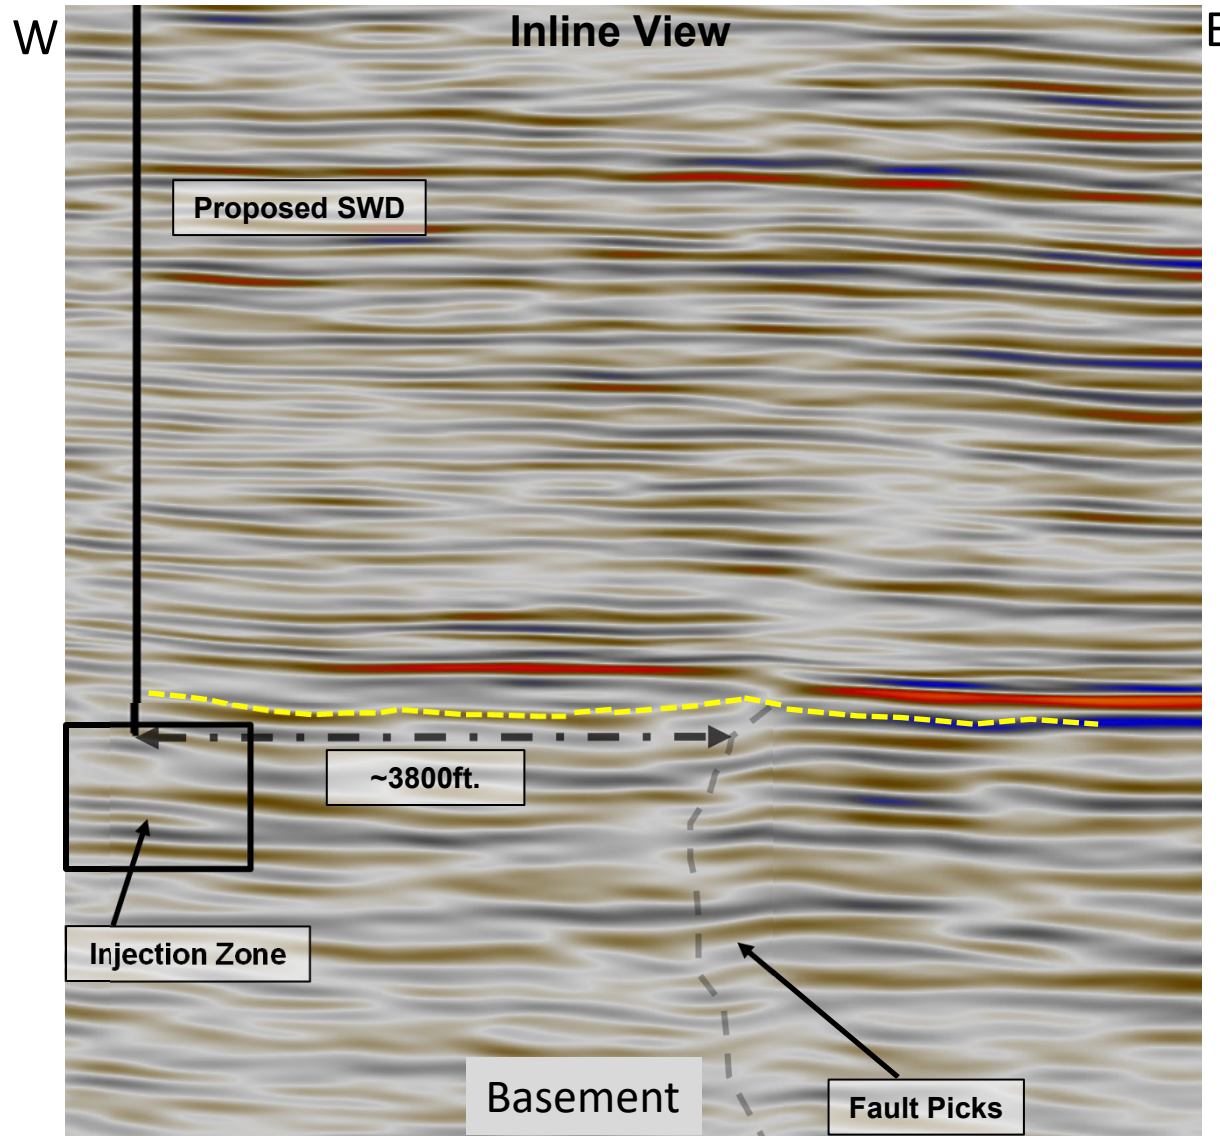 W
Inline View
E
Proposed SWD
~3800ft.
Injection Zone
Basement
Fault Picks